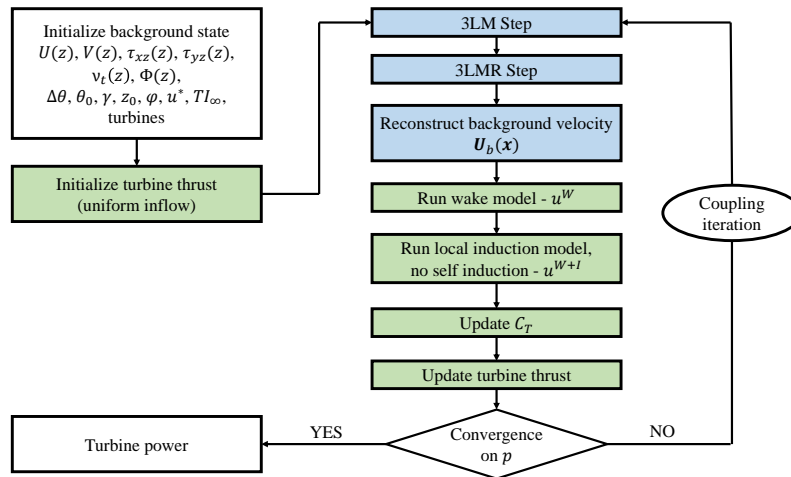 Initialize background state
U(z), V(z), τxz(z), τyz(z),
νt(z), Φ(z),
Δθ, θ0, γ, z0, φ, u*, TI∞,
turbines
Initialize turbine thrust
(uniform inflow)
3LM Step
3LMR Step
Reconstruct background velocity
Ub(x)
Run wake model - uW
Run local induction model,
no self induction - uW+I
Update CT
Update turbine thrust
Convergence
on p
YES
NO
Coupling
iteration
Turbine power